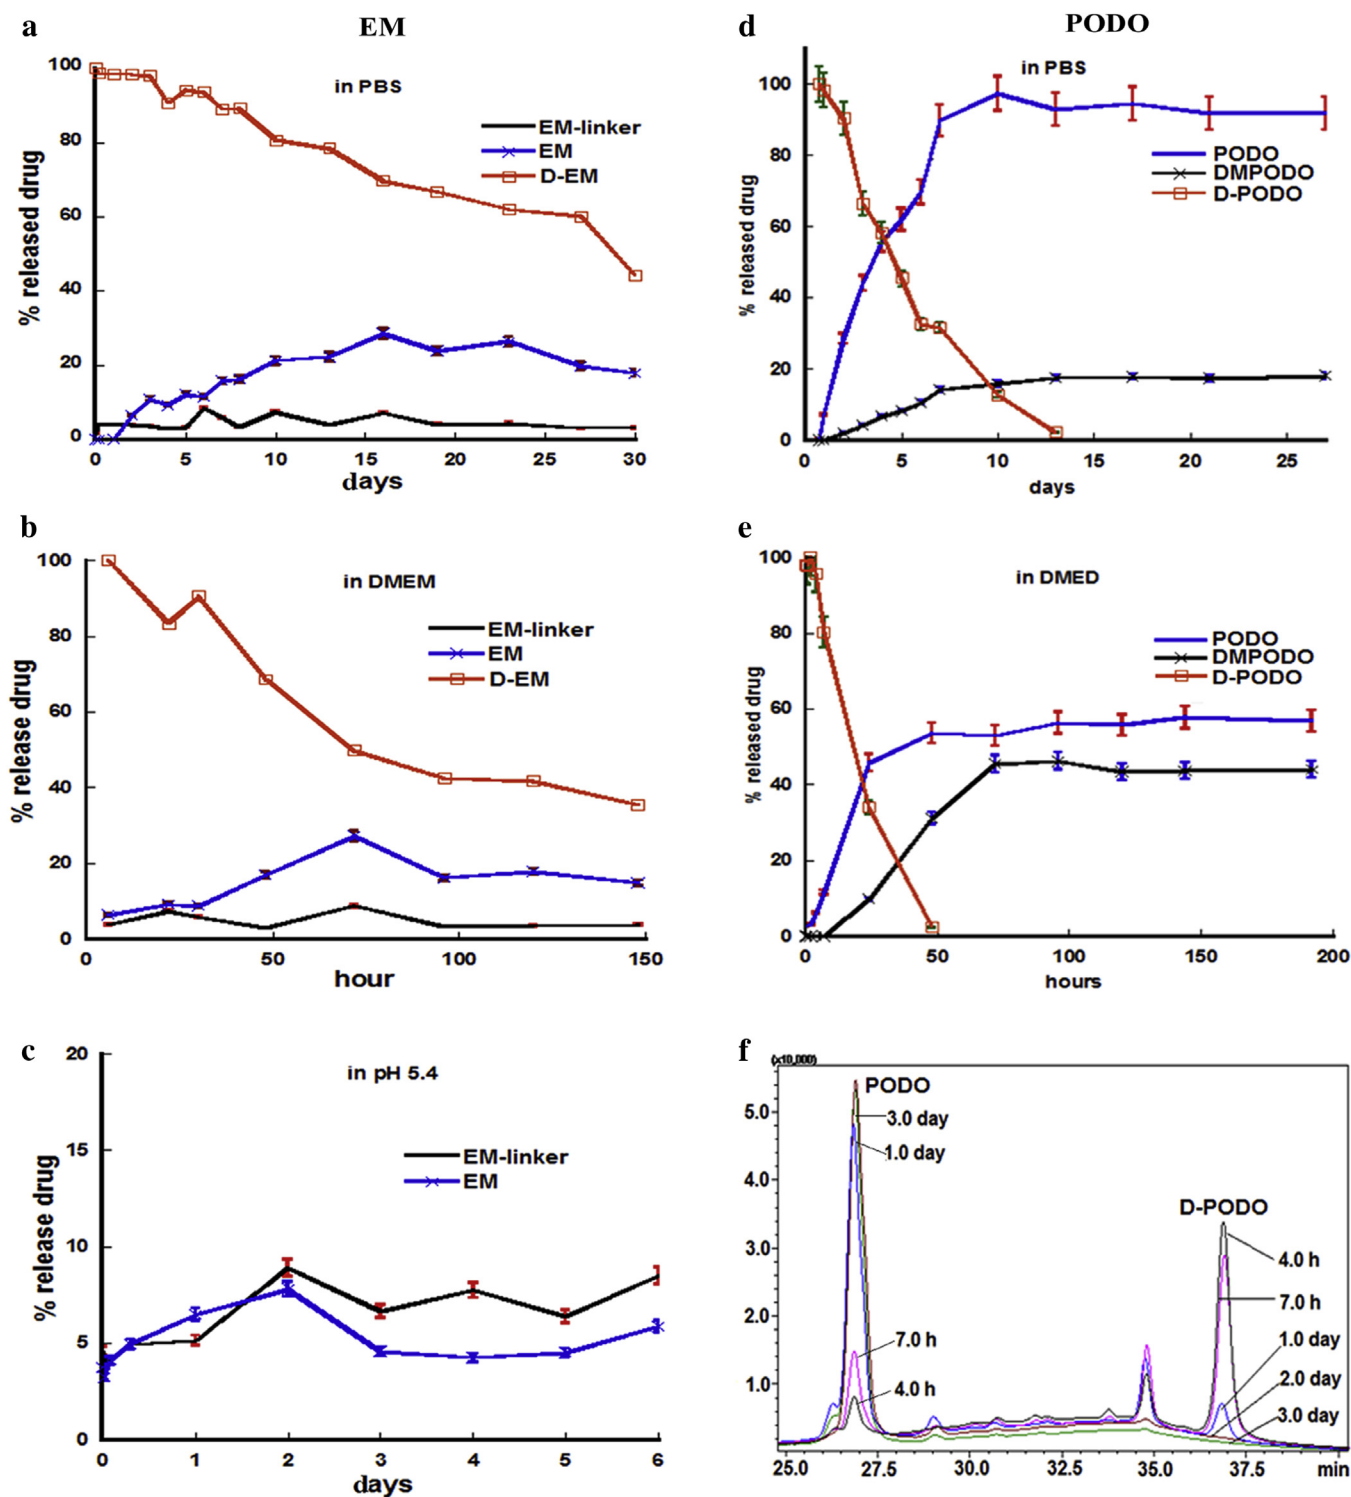 a
EM
100
80
60
40
20
0
% released drug
in PBS
EM-linker
EM
D-EM
0 5 10 15 20 25 30
days
d
PODO
100
80
60
40
20
0
% released drug
in PBS
PODO
DMPODO
D-PODO
0 5 10 15 20 25
days
b
100
80
60
40
20
0
% release drug
in DMEM
EM-linker
EM
D-EM
0 50 100 150
hour
e
100
80
60
40
20
0
% released drug
in DMED
PODO
DMPODO
D-PODO
0 50 100 150 200
hours
c
20
15
10
5
0
% release drug
in pH 5.4
EM-linker
EM
0 1 2 3 4 5 6
days
f
(x10,000)
5.0
4.0
3.0
2.0
1.0
PODO
3.0 day
1.0 day
7.0 h
4.0 h
D-PODO
4.0 h
7.0 h
1.0 day
2.0 day
3.0 day
25.0 27.5 30.0 32.5 35.0 37.5 min